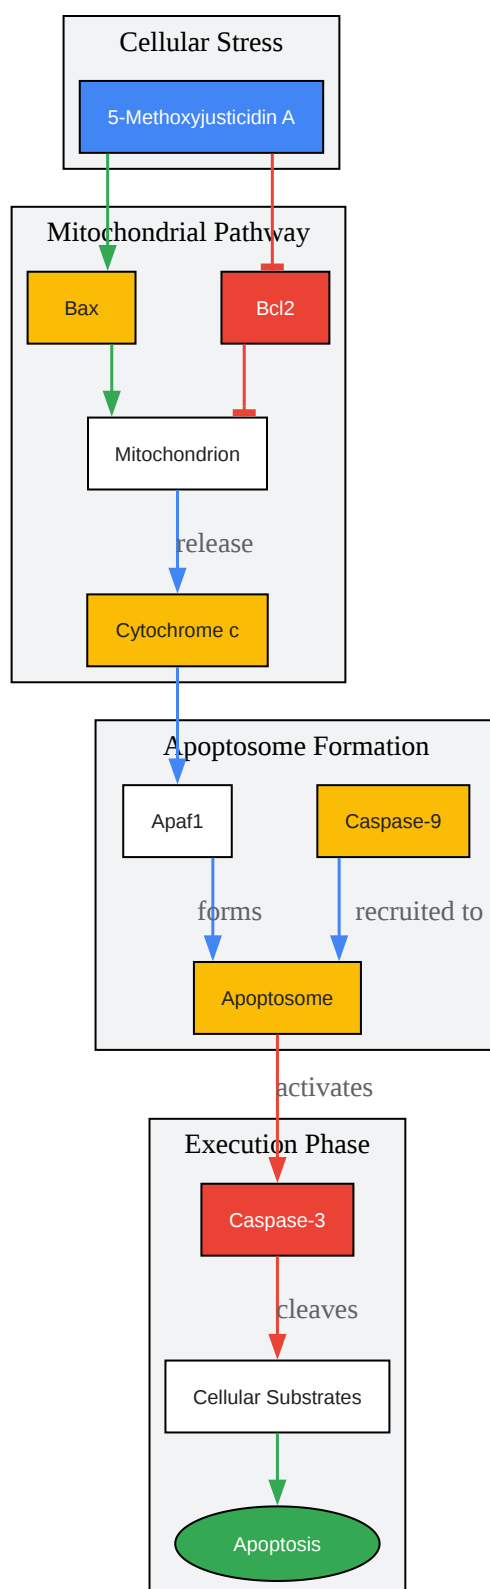 Cellular Stress
5-Methoxyjusticidin A
Mitochondrial Pathway
Bax
Bcl2
Mitochondrion
release
Cytochrome c
Apoptosome Formation
Apaf1
Caspase-9
forms
recruited to
Apoptosome
activates
Execution Phase
Caspase-3
cleaves
Cellular Substrates
Apoptosis